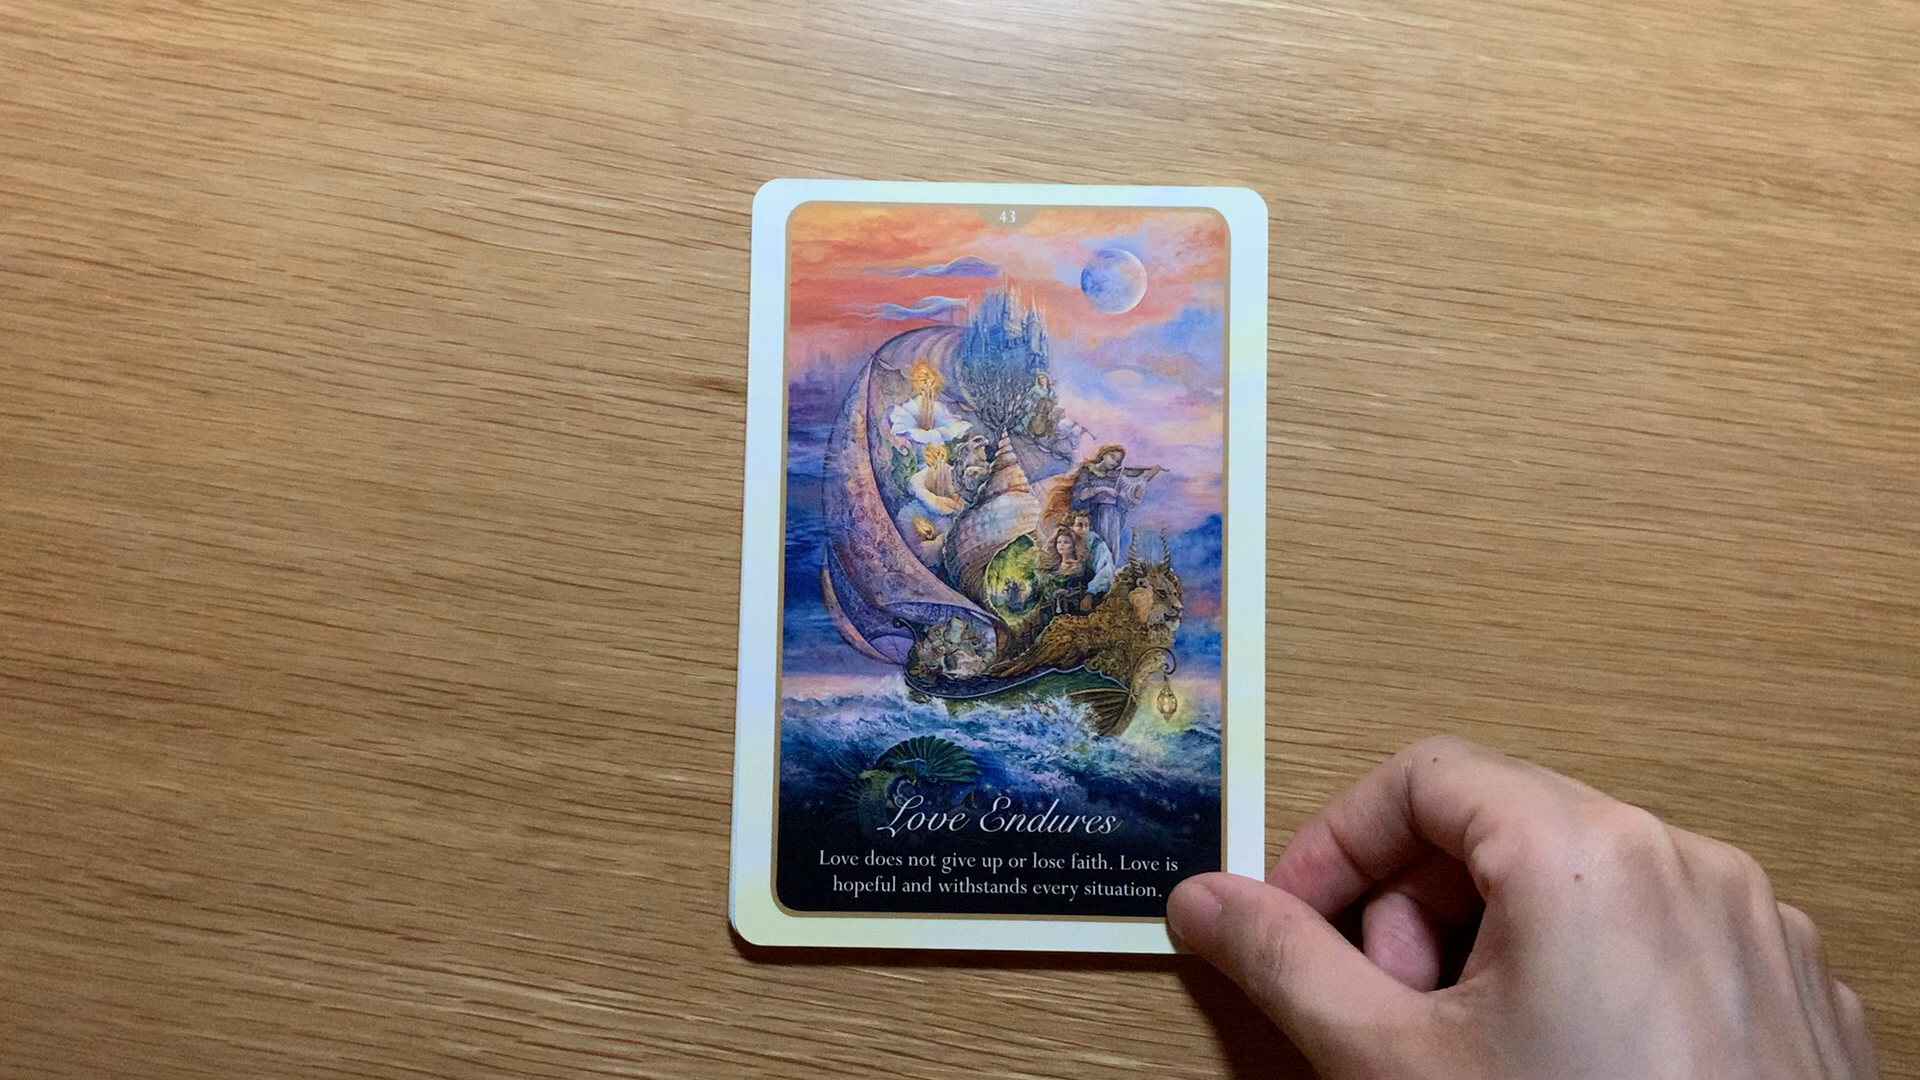 43
Love Endures
Love does not give up or lose faith. Love is
hopeful and withstands every situation.